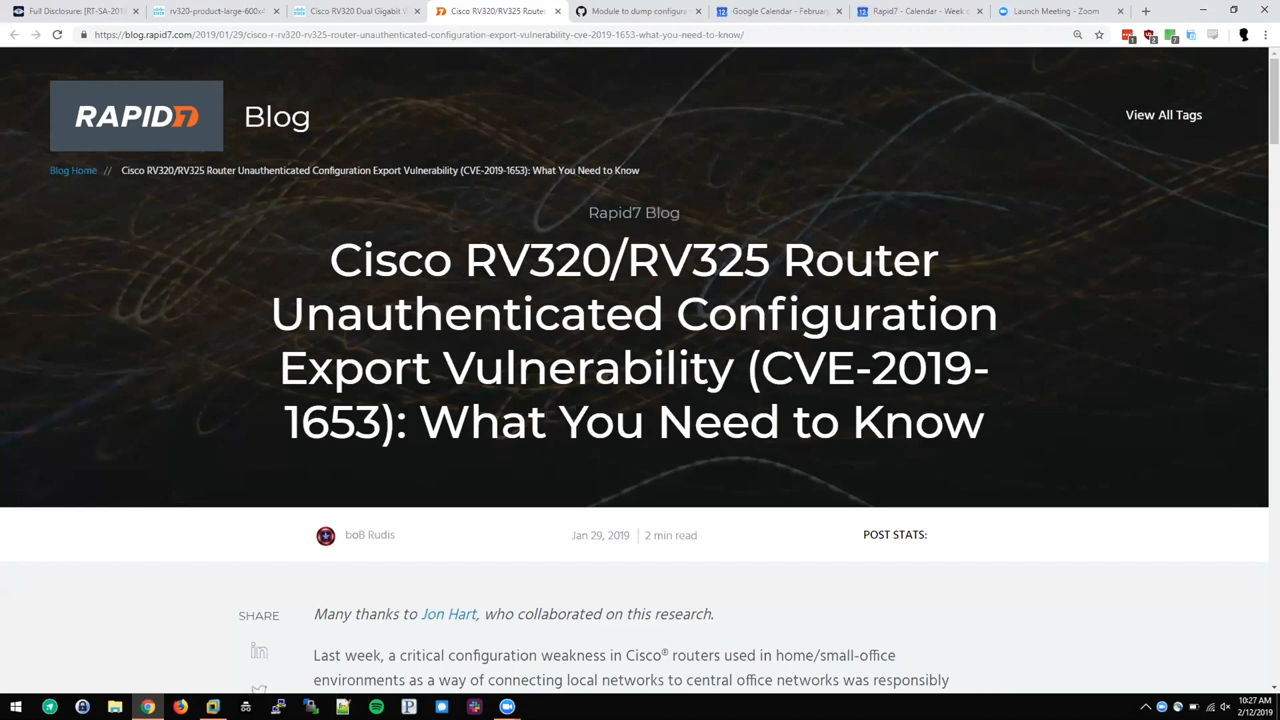 Full Disclosure: [RT-SA-201
rv320-product-large-600x4
Cisco RV320 Dual Gigabit W
Cisco RV320/RV325 Router
Module to dump configura
Google Calendar - February
Rapid7 - Calendar - Week o
Launch Meeting - Zoom
https://blog.rapid7.com/2019/01/29/cisco-r-rv320-rv325-router-unauthenticated-configuration-export-vulnerability-cve-2019-1653-what-you-need-to-know/
RAPID7
Blog
View All Tags
Blog Home // Cisco RV320/RV325 Router Unauthenticated Configuration Export Vulnerability (CVE-2019-1653): What You Need to Know
Rapid7 Blog
Cisco RV320/RV325 Router
Unauthenticated Configuration
Export Vulnerability (CVE-2019-
1653): What You Need to Know
boB Rudis
Jan 29, 2019 | 2 min read
POST STATS:
SHARE
Many thanks to Jon Hart, who collaborated on this research.
Last week, a critical configuration weakness in Cisco® routers used in home/small-office
environments as a way of connecting local networks to central office networks was responsibly
10:27 AM
2/12/2019